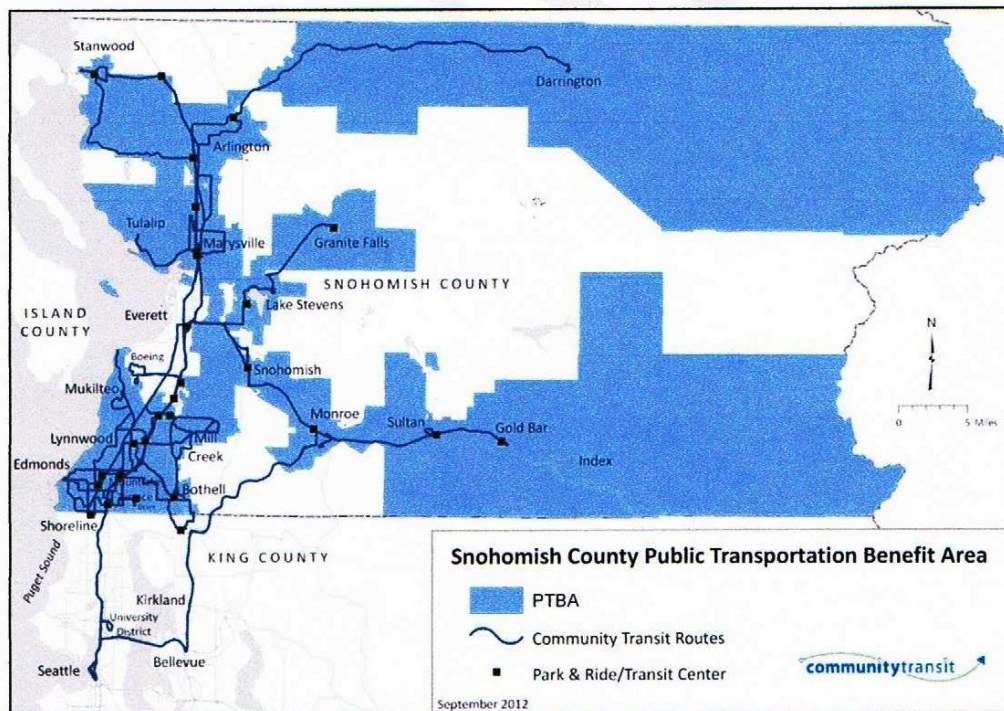 Stanwood
Darrington
Arlington
Tulalip
Marysville
Granite Falls
SNOHOMISH COUNTY
ISLAND
COUNTY
Lake Stevens
Everett
Boeing
Snohomish
Mukilteo
Monroe
Sultan
Gold Bar
Lynnwood
Mill
Creek
Edmonds
Index
Bothell
Shoreline
Puget Sound
KING COUNTY
Kirkland
University
District
Bellevue
Seattle
N
0 5 Miles
Snohomish County Public Transportation Benefit Area
PTBA
Community Transit Routes
Park & Ride/Transit Center
communitytransit
September 2012